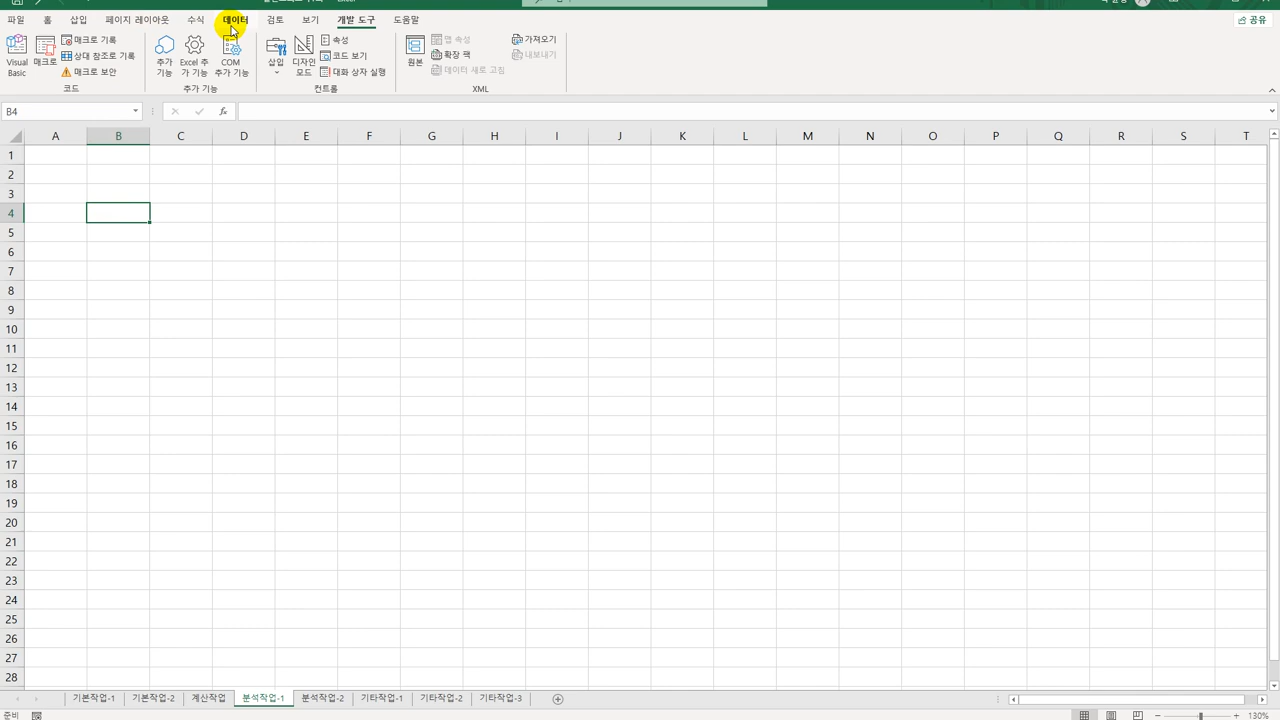 파일 홈 삽입 페이지 레이아웃 수식 데이터 검토 보기 개발 도구 도움말 공유
Visual Basic
매크로
매크로 기록
상대 참조로 기록
매크로 보안
코드
추가 기능
Excel 추가 기능
COM 추가 기능
추가 기능
삽입
디자인 모드
속성
코드 보기
대화 상자 실행
컨트롤
원본
맵 속성
확장 팩
데이터 새로 고침
가져오기
내보내기
XML
B4
fx
A B C D E F G H I J K L M N O P Q R S T
1
2
3
4
5
6
7
8
9
10
11
12
13
14
15
16
17
18
19
20
21
22
23
24
25
26
27
28
기본작업-1 기본작업-2 계산작업 분석작업-1 분석작업-2 기타작업-1 기타작업-2 기타작업-3
준비 130%